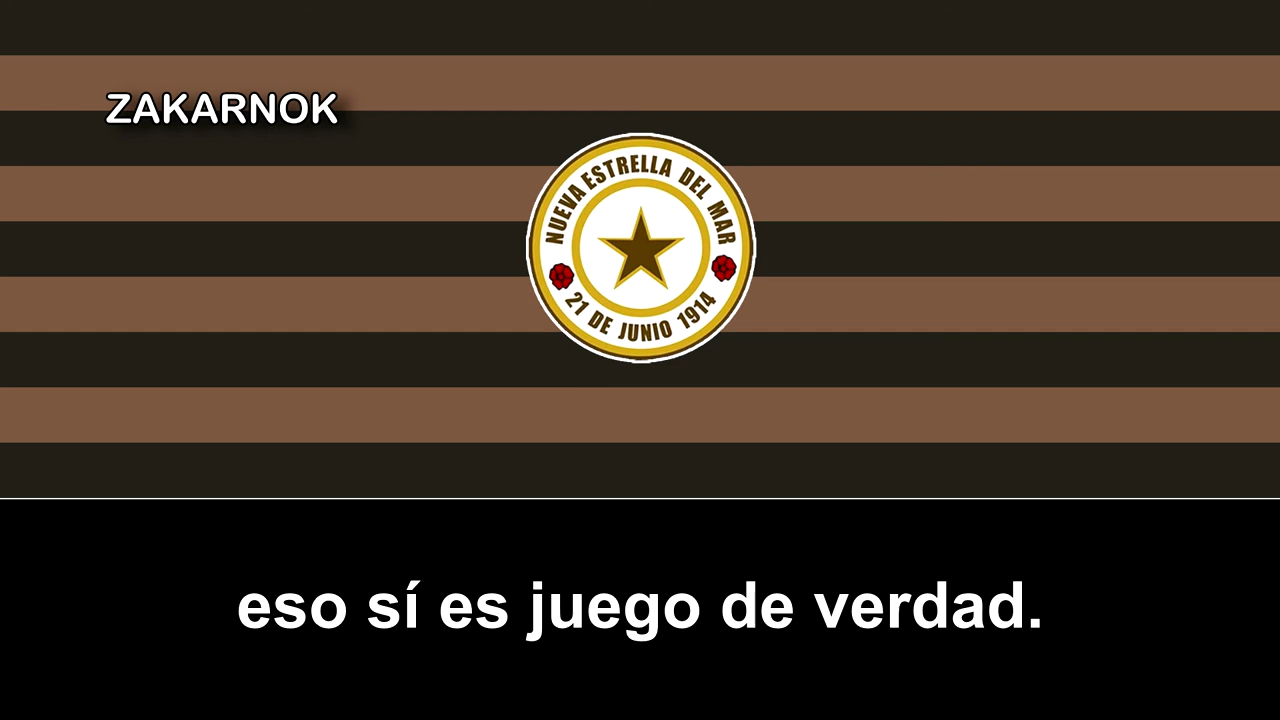 ZAKARNOK
NUEVA ESTRELLA DEL MAR
21 DE JUNIO 1914
eso sí es juego de verdad.